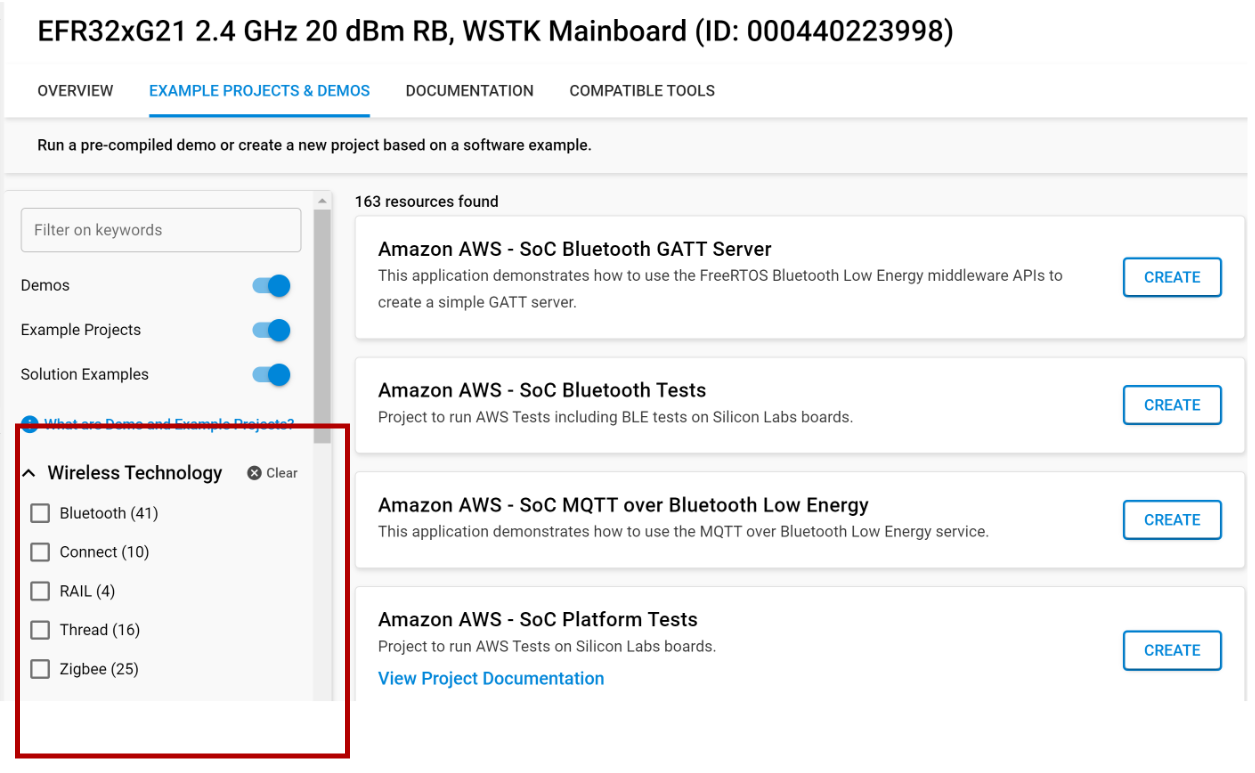 EFR32xG21 2.4 GHz 20 dBm RB, WSTK Mainboard (ID: 000440223998)
OVERVIEW
EXAMPLE PROJECTS & DEMOS
DOCUMENTATION
COMPATIBLE TOOLS
Run a pre-compiled demo or create a new project based on a software example.
Filter on keywords
Demos
Example Projects
Solution Examples
What are Demo and Example Projects?
Wireless Technology
Clear
Bluetooth (41)
Connect (10)
RAIL (4)
Thread (16)
Zigbee (25)
163 resources found
Amazon AWS - SoC Bluetooth GATT Server
This application demonstrates how to use the FreeRTOS Bluetooth Low Energy middleware APIs to
create a simple GATT server.
CREATE
Amazon AWS - SoC Bluetooth Tests
Project to run AWS Tests including BLE tests on Silicon Labs boards.
CREATE
Amazon AWS - SoC MQTT over Bluetooth Low Energy
This application demonstrates how to use the MQTT over Bluetooth Low Energy service.
CREATE
Amazon AWS - SoC Platform Tests
Project to run AWS Tests on Silicon Labs boards.
View Project Documentation
CREATE